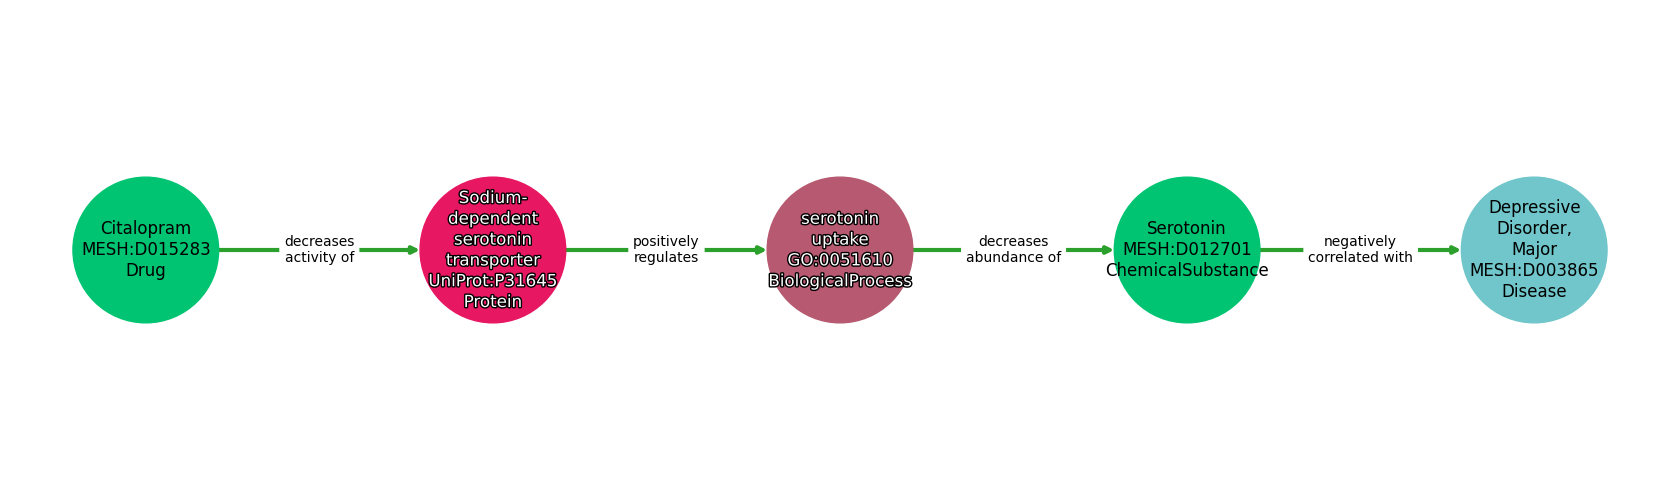 Citalopram
MESH:D015283
Drug
decreases
activity of
Sodium-
dependent
serotonin
transporter
UniProt:P31645
Protein
positively
regulates
serotonin
uptake
GO:0051610
BiologicalProcess
decreases
abundance of
Serotonin
MESH:D012701
ChemicalSubstance
negatively
correlated with
Depressive
Disorder,
Major
MESH:D003865
Disease